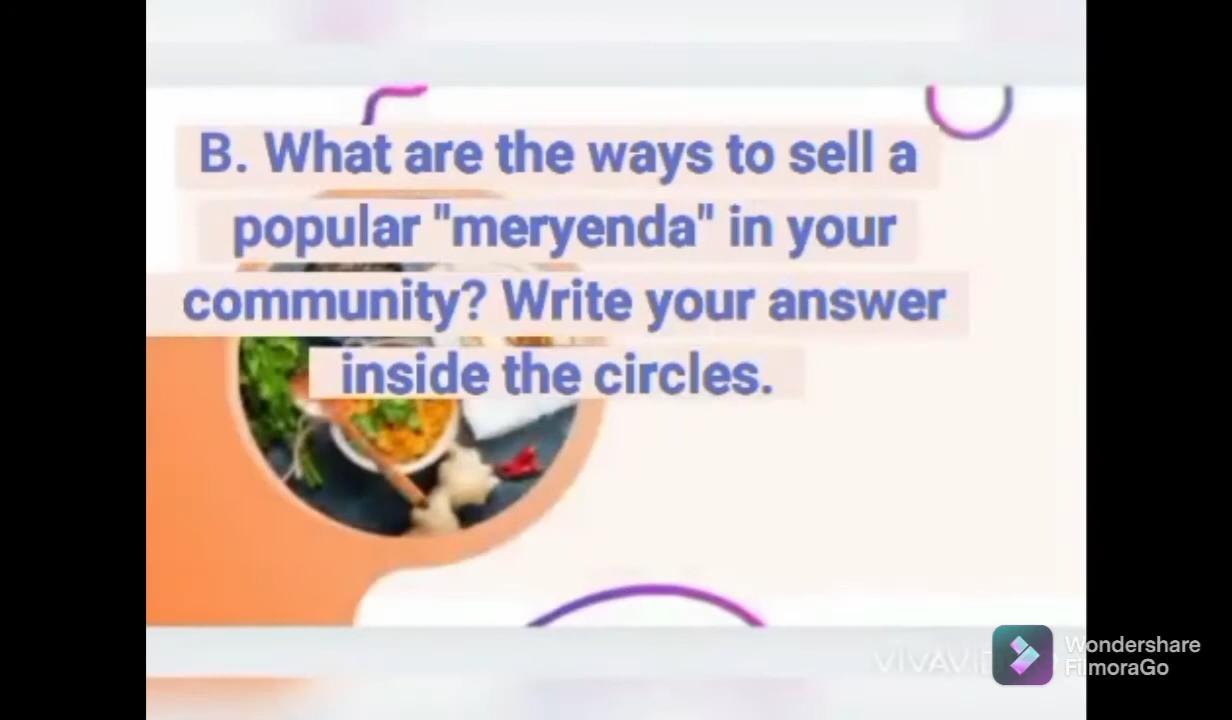 B. What are the ways to sell a
popular "meryenda" in your
community? Write your answer
inside the circles.
Wondershare
FilmoraGo